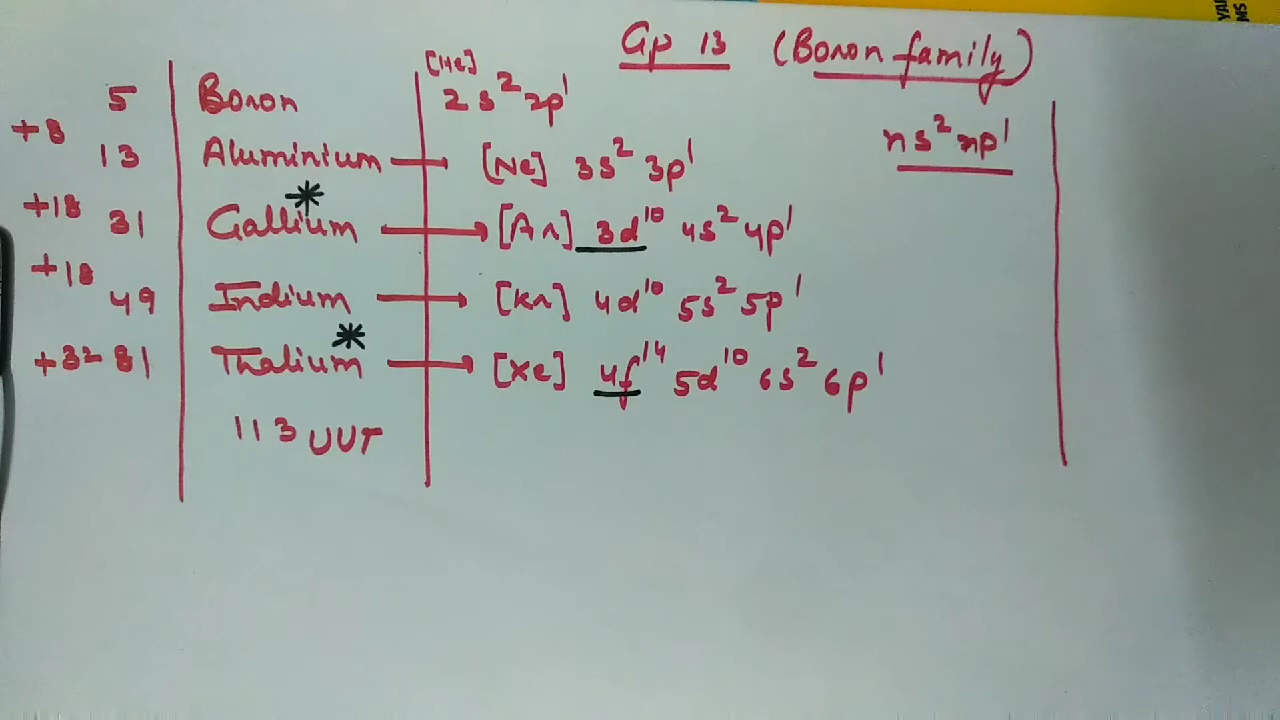 Gp 13 (Boron family)
5 Boron [He] 2s² 2p¹
ns² np¹
+8
13 Aluminium → [Ne] 3s² 3p¹
+18
31 Gallium → [Ar] 3d¹⁰ 4s² 4p¹
+18
49 Indium → [Kr] 4d¹⁰ 5s² 5p¹
+32 81 Thalium → [Xe] 4f¹⁴ 5d¹⁰ 6s² 6p¹
113 UUT